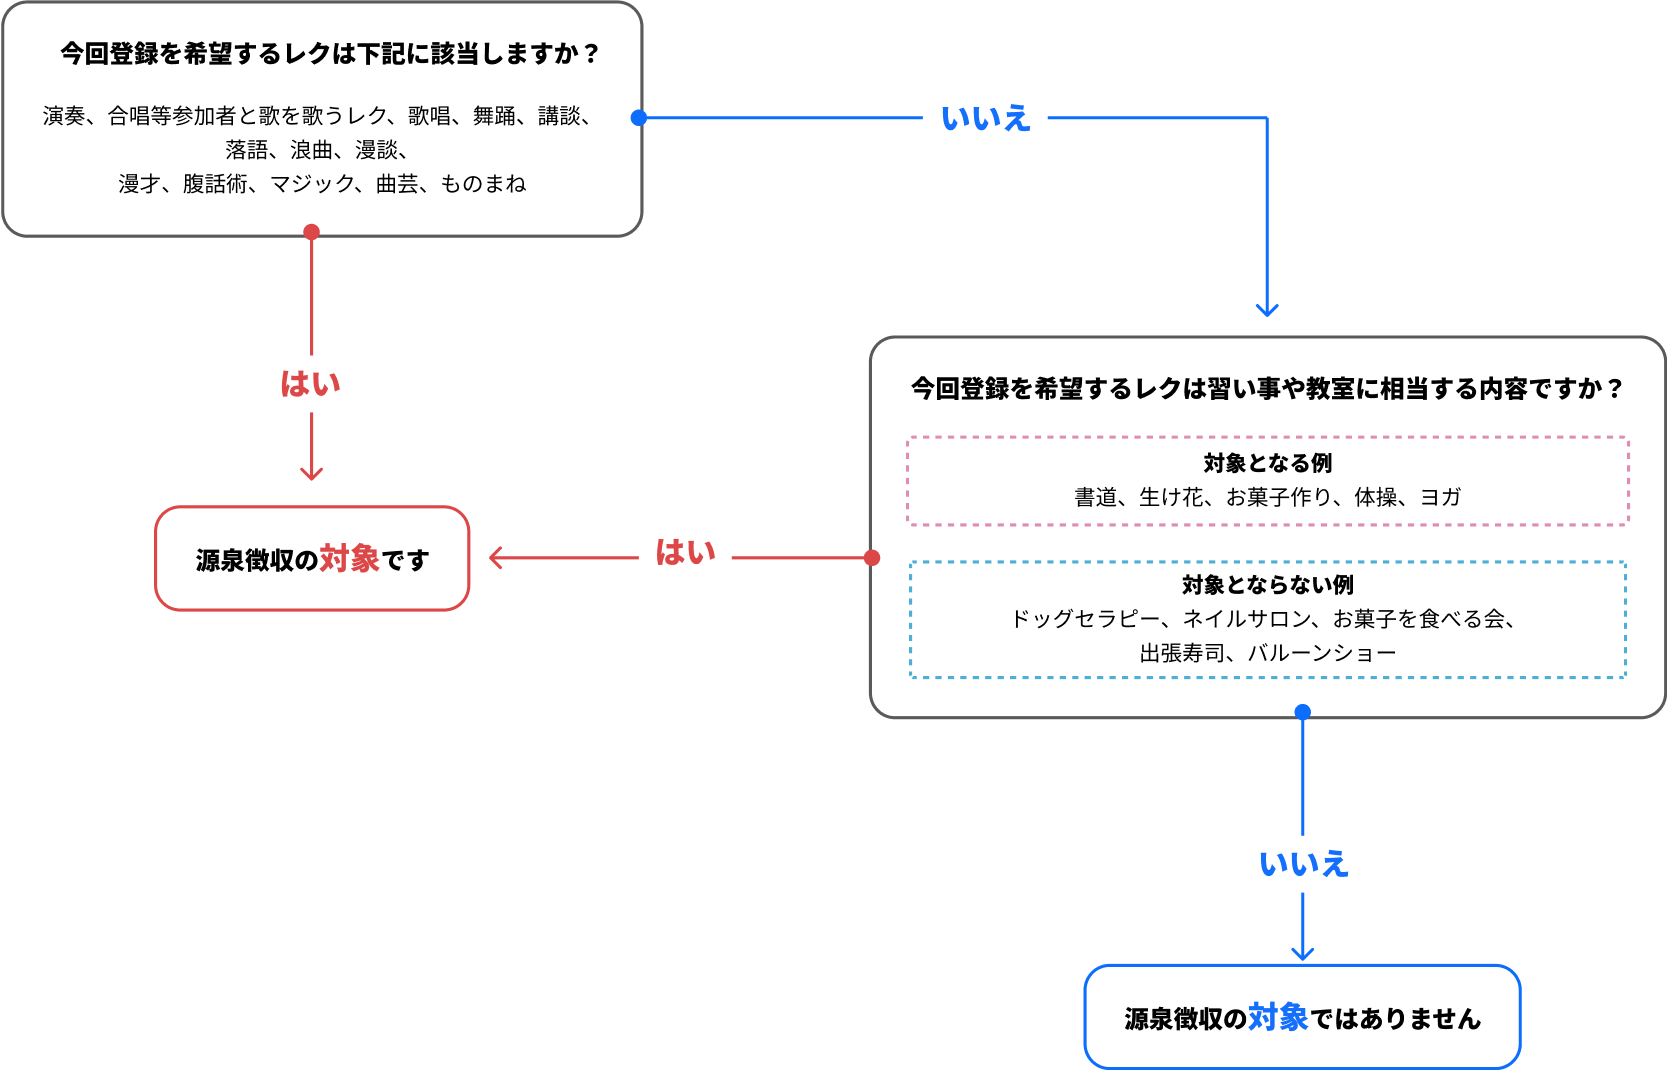 今回登録を希望するレクは下記に該当しますか？
演奏、合唱等参加者と歌を歌うレク、歌唱、舞踊、講談、
落語、浪曲、漫談、
漫才、腹話術、マジック、曲芸、ものまね
いいえ
はい
今回登録を希望するレクは習い事や教室に相当する内容ですか？
対象となる例
書道、生け花、お菓子作り、体操、ヨガ
対象とならない例
ドッグセラピー、ネイルサロン、お菓子を食べる会、
出張寿司、バルーンショー
はい
源泉徴収の対象です
いいえ
源泉徴収の対象ではありません